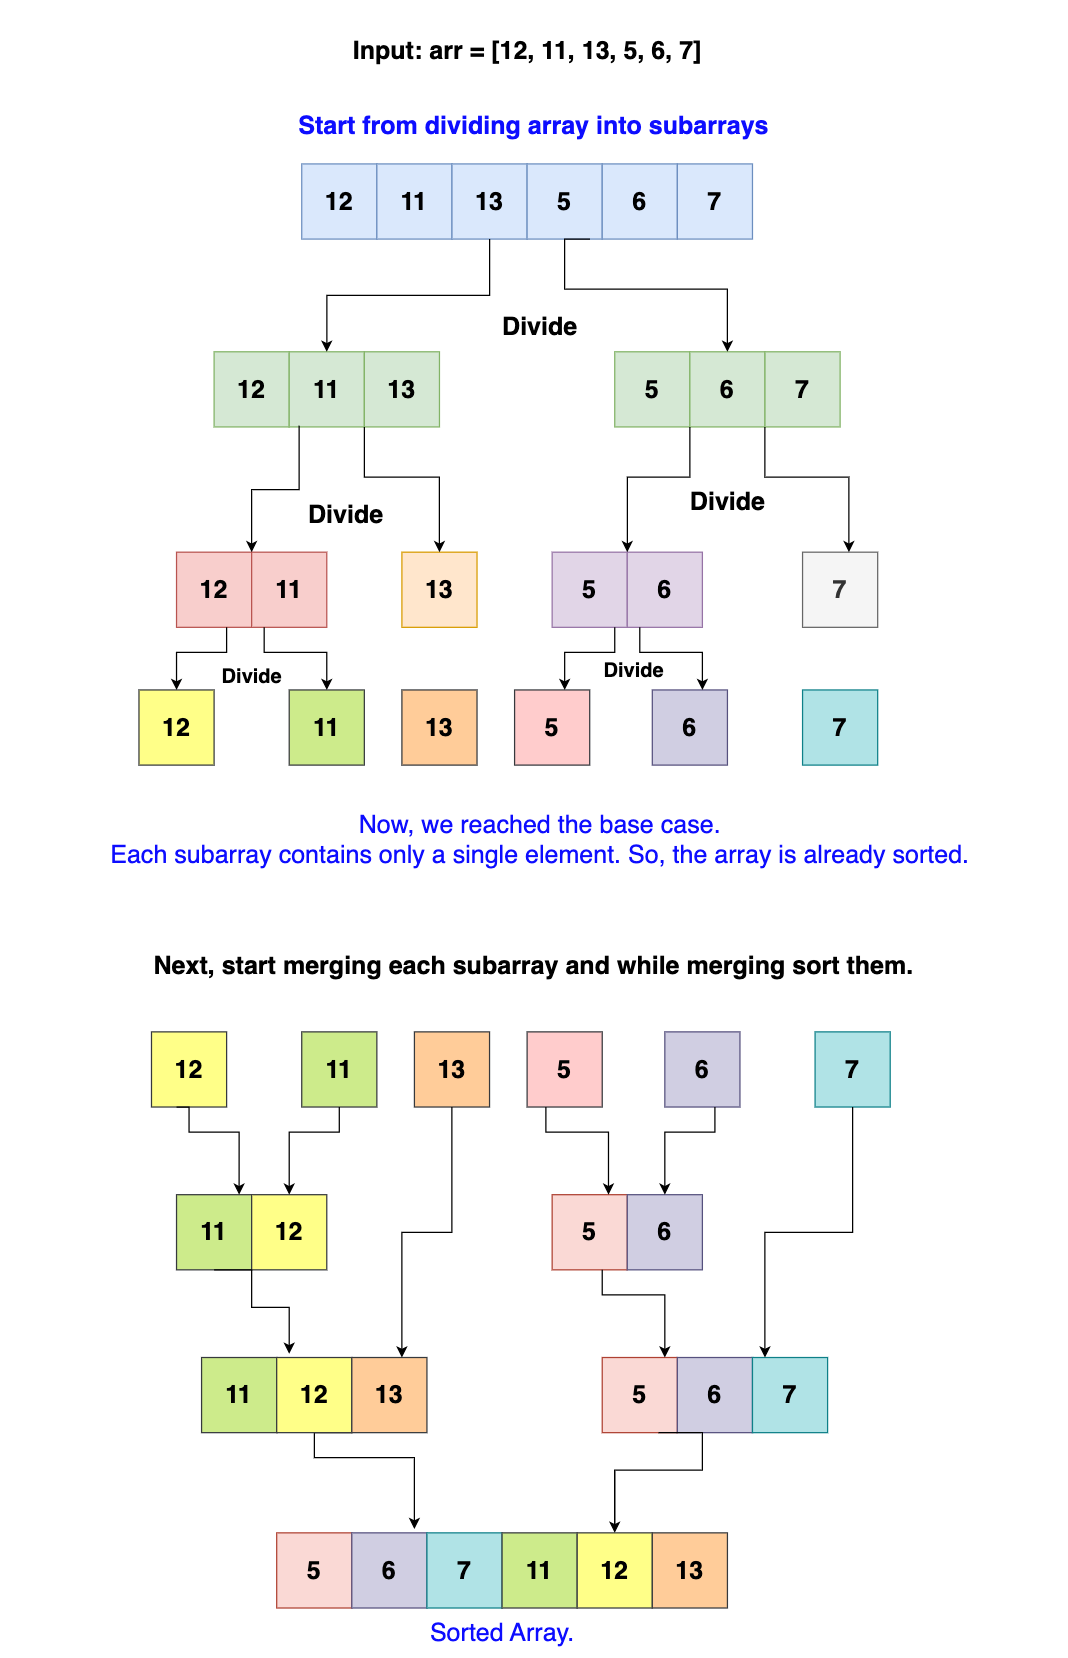 Input: arr = [12, 11, 13, 5, 6, 7]
Start from dividing array into subarrays
12 11 13 5 6 7
Divide
12 11 13 5 6 7
Divide Divide
12 11 13 5 6 7
Divide Divide
12 11 13 5 6 7
Now, we reached the base case.
Each subarray contains only a single element. So, the array is already sorted.
Next, start merging each subarray and while merging sort them.
12 11 13 5 6 7
11 12 5 6
11 12 13 5 6 7
5 6 7 11 12 13
Sorted Array.